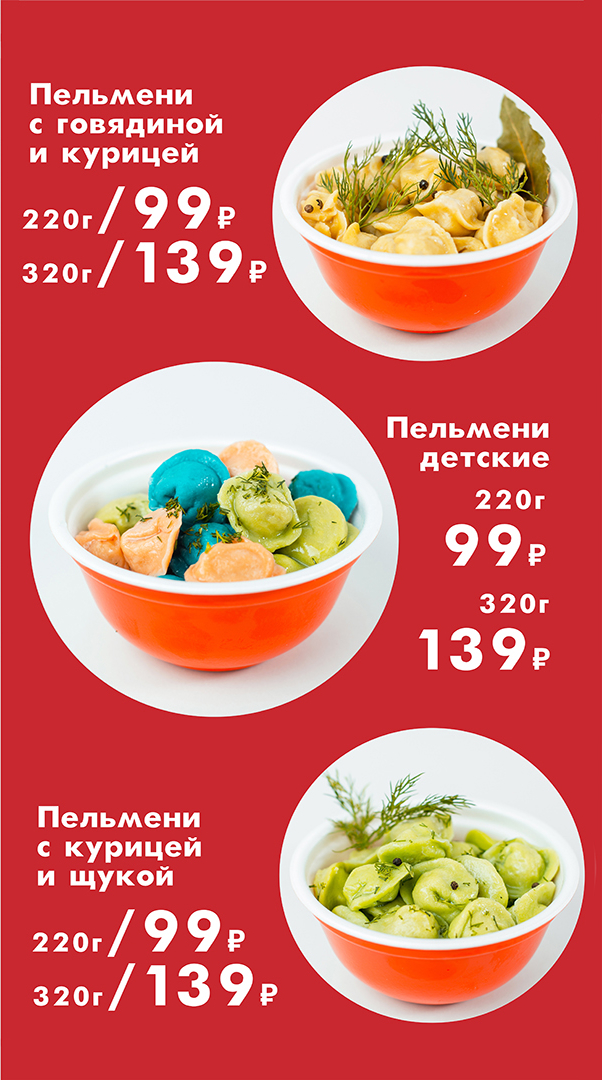 Пельмени
с говядиной
и курицей
220г/99₽
320г/139₽
Пельмени
детские
220г
99₽
320г
139₽
Пельмени
с курицей
и щукой
220г/99₽
320г/139₽